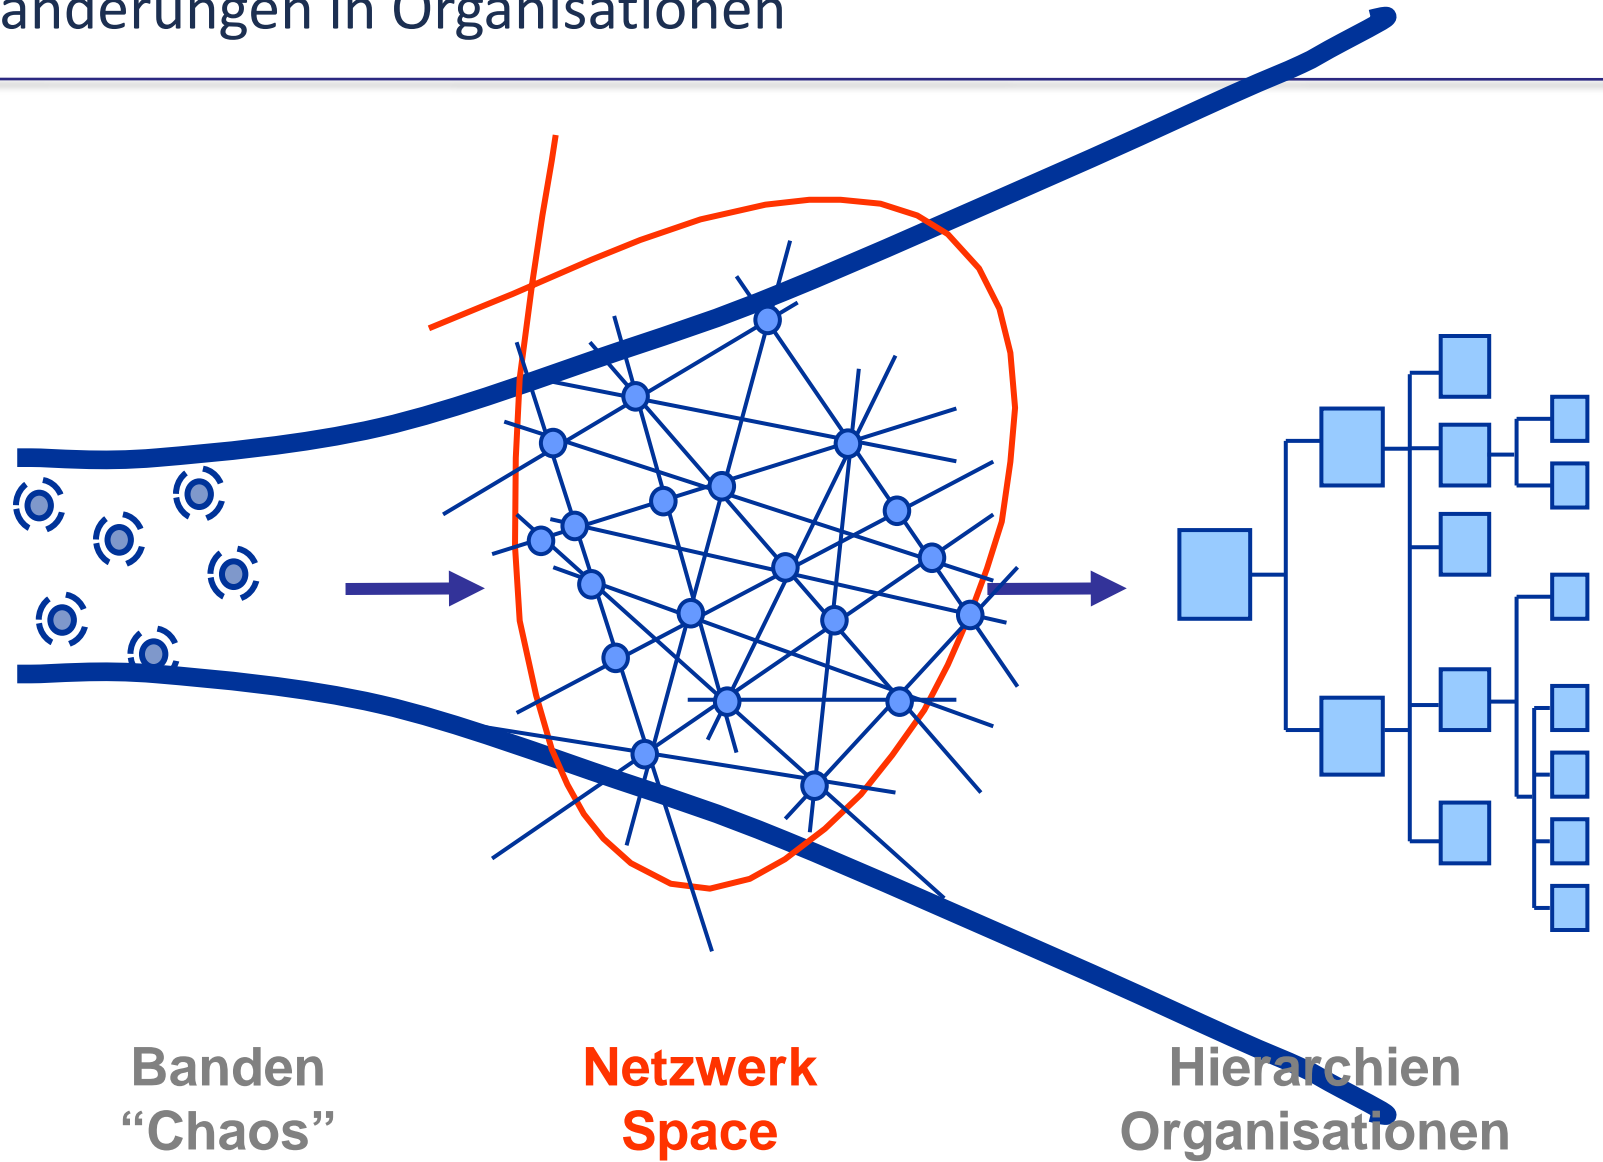 änderungen in Organisationen
Banden
“Chaos”
Netzwerk
Space
Hierarchien
Organisationen